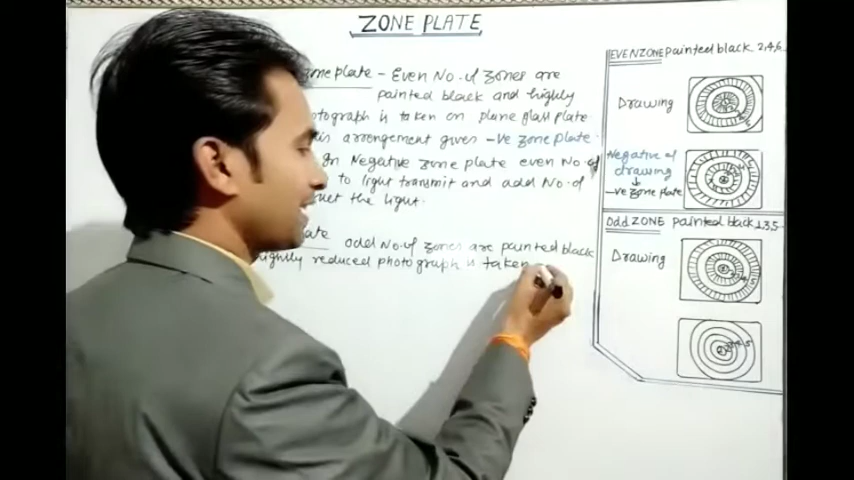 ZONE PLATE
zone plate - Even No. of zones are
painted black and highly
photograph is taken on plane glass plate.
arrangement gives -ve zone plate.
In Negative zone plate even No. of
to light transmit and odd No. of
the light.
odd No. of zones are painted black
highly reduced photograph is taken
EVEN ZONE painted black 2,4,6
Drawing
Negative of
drawing
↓
-ve zone plate
Odd ZONE painted black 1,3,5
Drawing